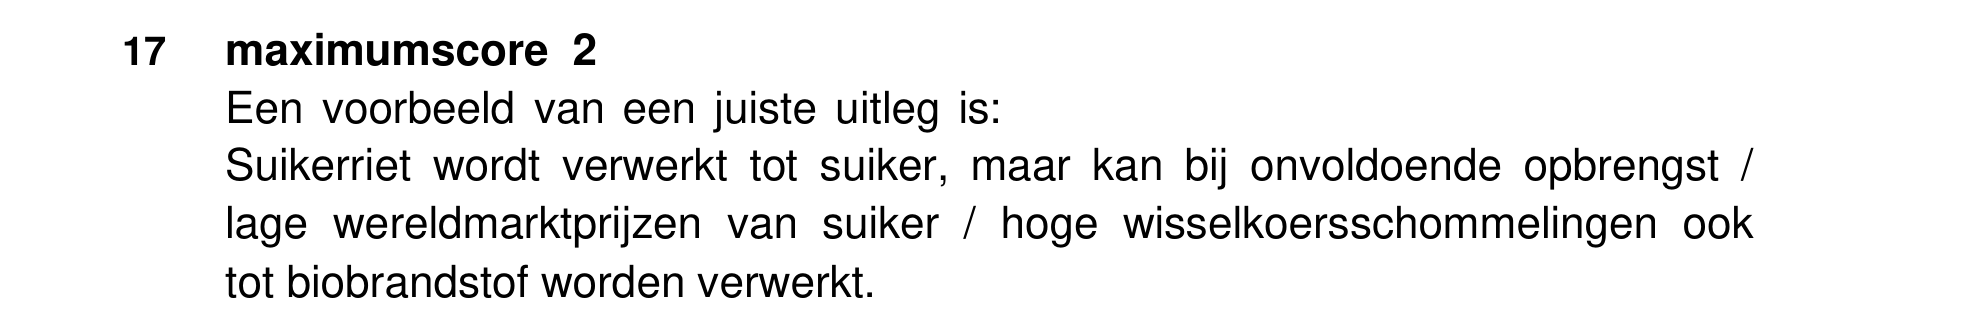 17 maximumscore 2
Een voorbeeld van een juiste uitleg is:
Suikerriet wordt verwerkt tot suiker, maar kan bij onvoldoende opbrengst /
lage wereldmarktprijzen van suiker / hoge wisselkoersschommelingen ook
tot biobrandstof worden verwerkt.